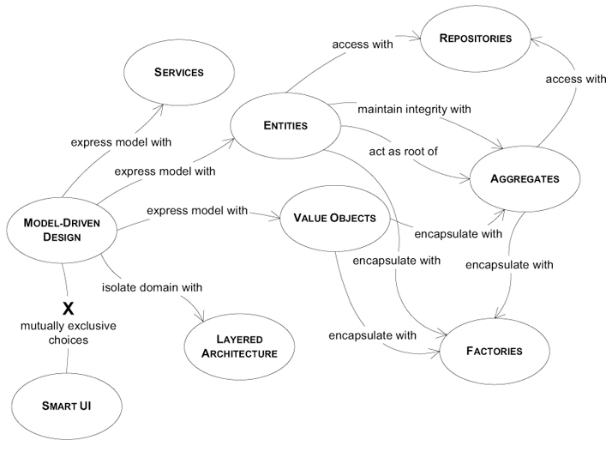 REPOSITORIES
access with
SERVICES
access with
maintain integrity with
ENTITIES
express model with
act as root of
express model with
AGGREGATES
express model with
VALUE OBJECTS
MODEL-DRIVEN
DESIGN
encapsulate with
encapsulate with
encapsulate with
isolate domain with
X
mutually exclusive
choices
encapsulate with
LAYERED
ARCHITECTURE
FACTORIES
SMART UI